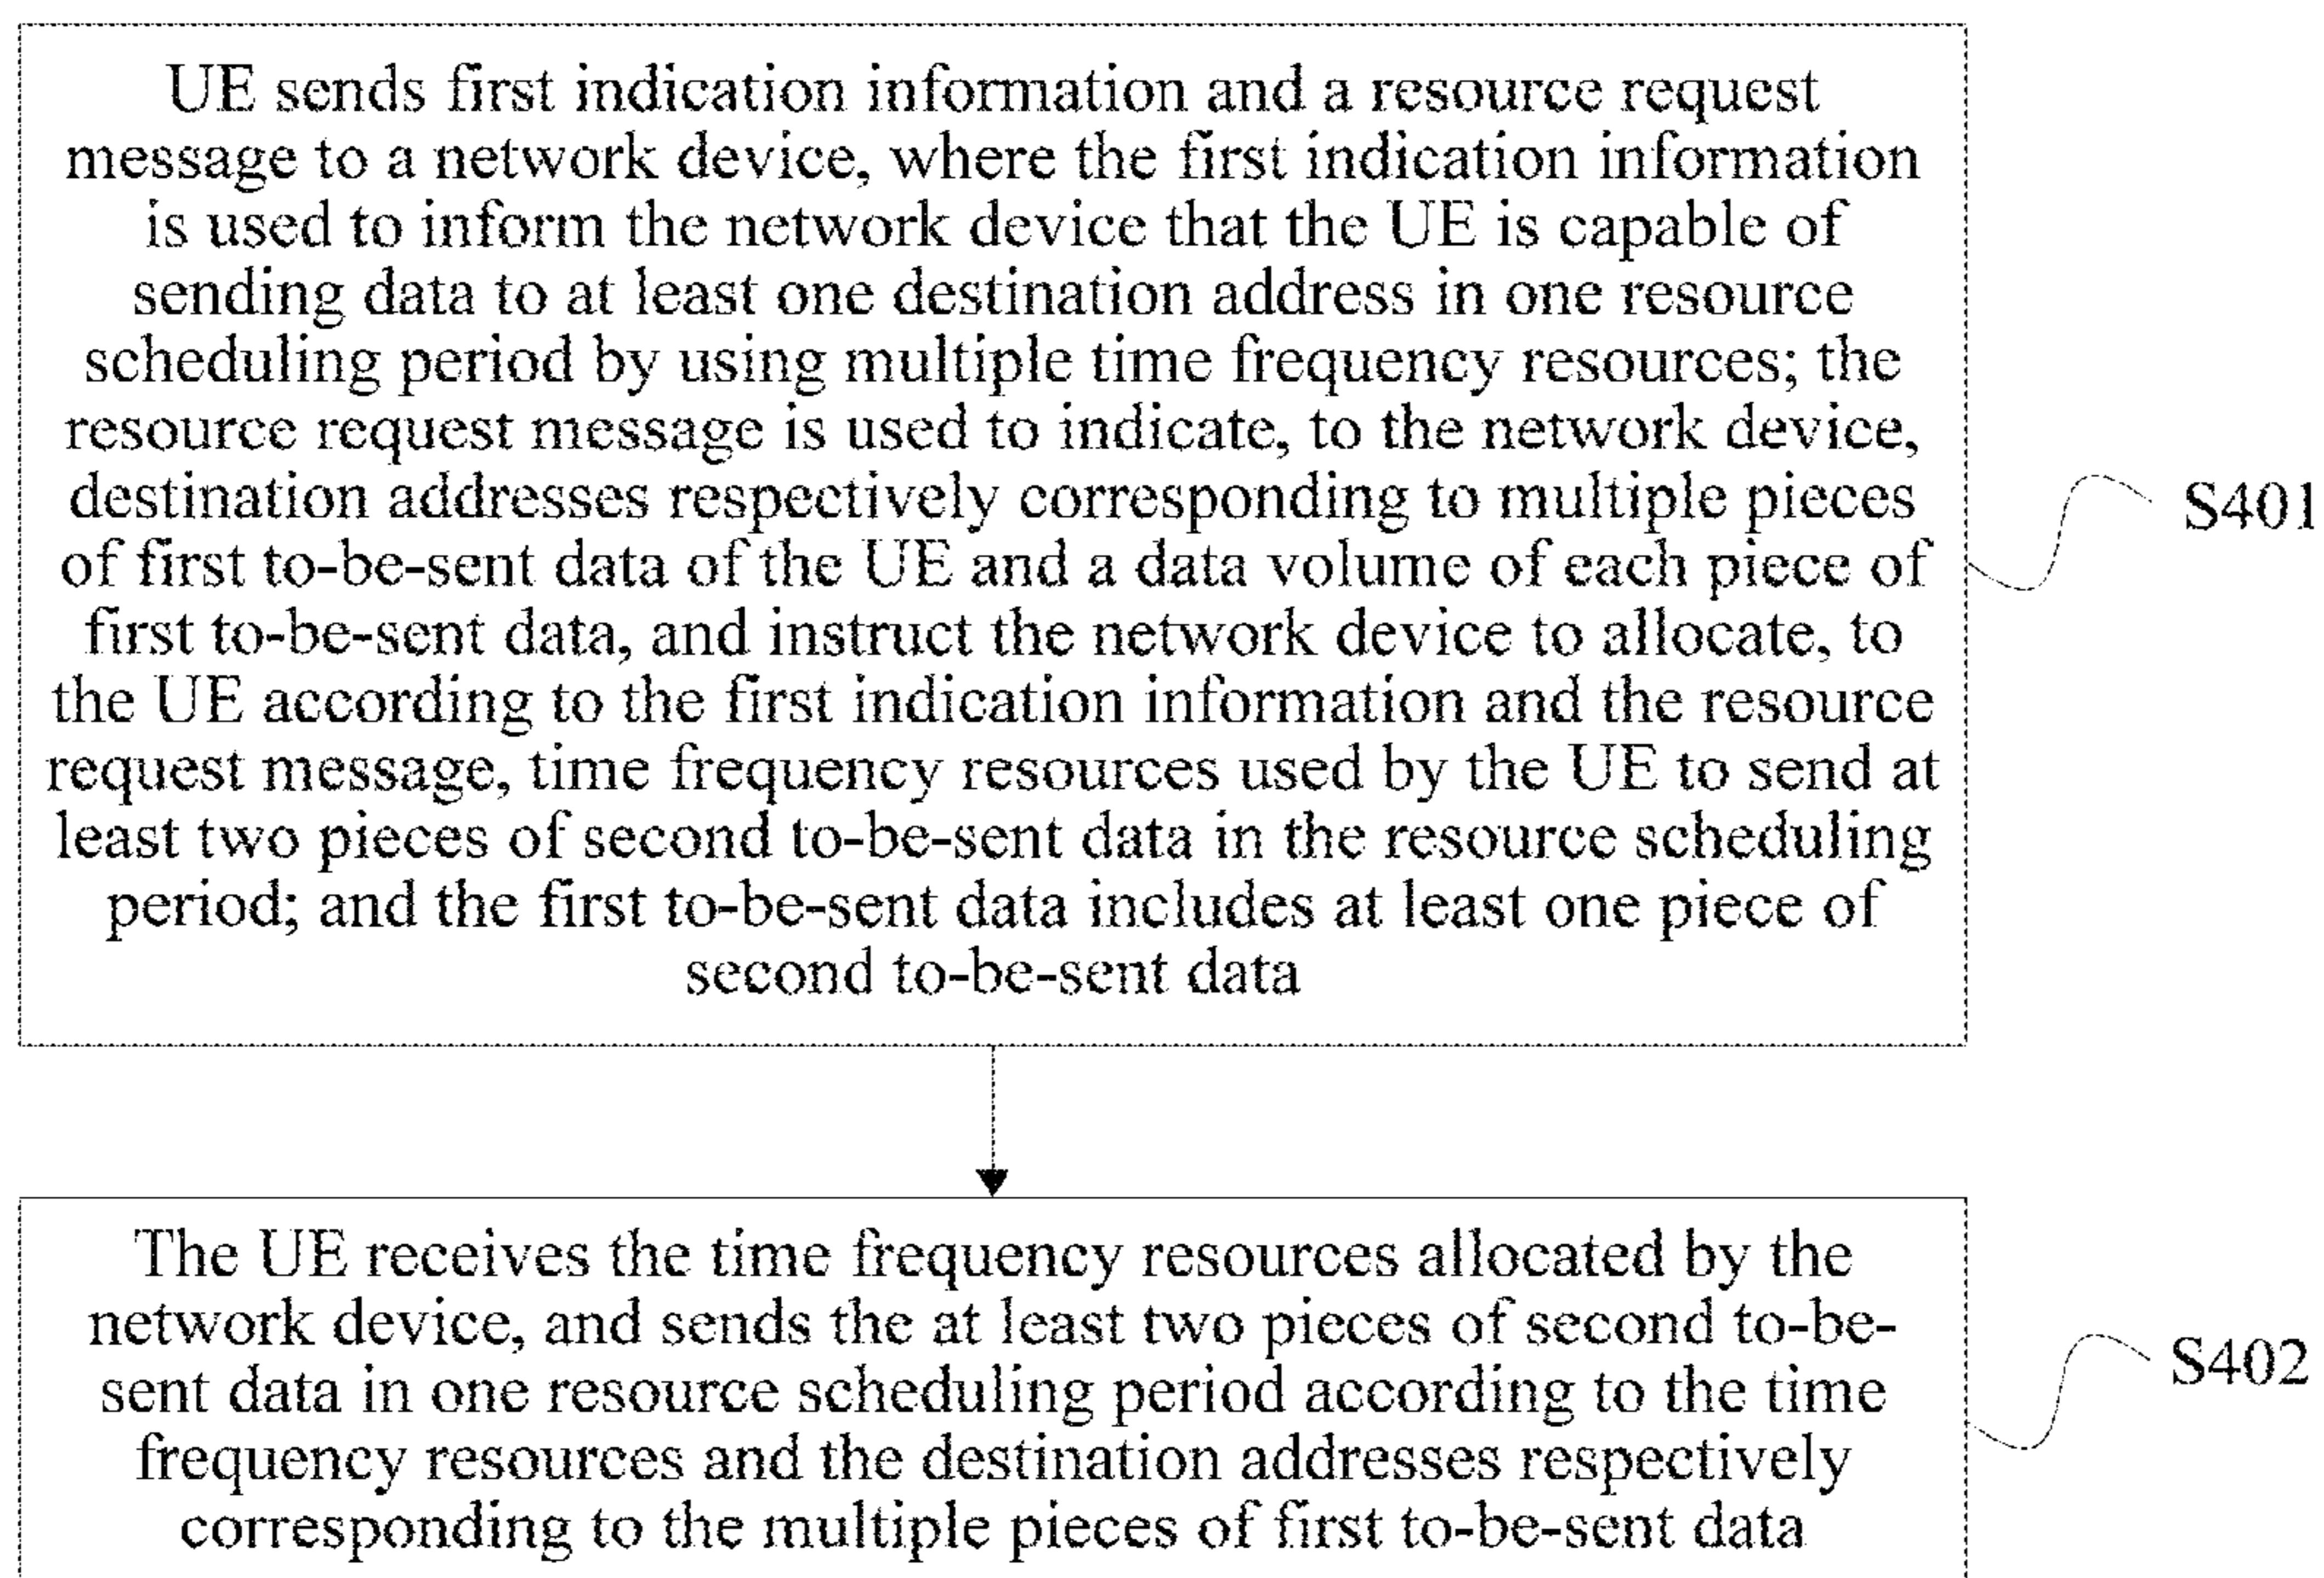 UE sends first indication information and a resource request
message to a network device, where the first indication information
is used to inform the network device that the UE is capable of
sending data to at least one destination address in one resource
scheduling period by using multiple time frequency resources; the
resource request message is used to indicate, to the network device,
destination addresses respectively corresponding to multiple pieces
of first to-be-sent data of the UE and a data volume of each piece of
first to-be-sent data, and instruct the network device to allocate, to
the UE according to the first indication information and the resource
request message, time frequency resources used by the UE to send at
least two pieces of second to-be-sent data in the resource scheduling
period; and the first to-be-sent data includes at least one piece of
second to-be-sent data
S401
The UE receives the time frequency resources allocated by the
network device, and sends the at least two pieces of second to-be-
sent data in one resource scheduling period according to the time
frequency resources and the destination addresses respectively
corresponding to the multiple pieces of first to-be-sent data
S402